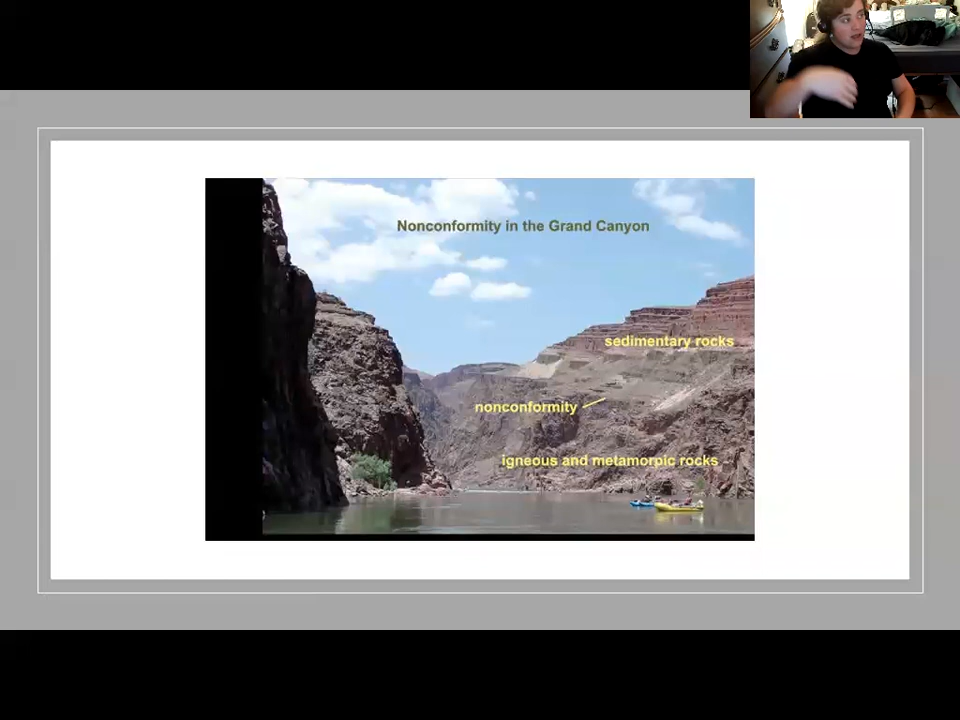 Nonconformity in the Grand Canyon
sedimentary rocks
nonconformity
igneous and metamorpic rocks